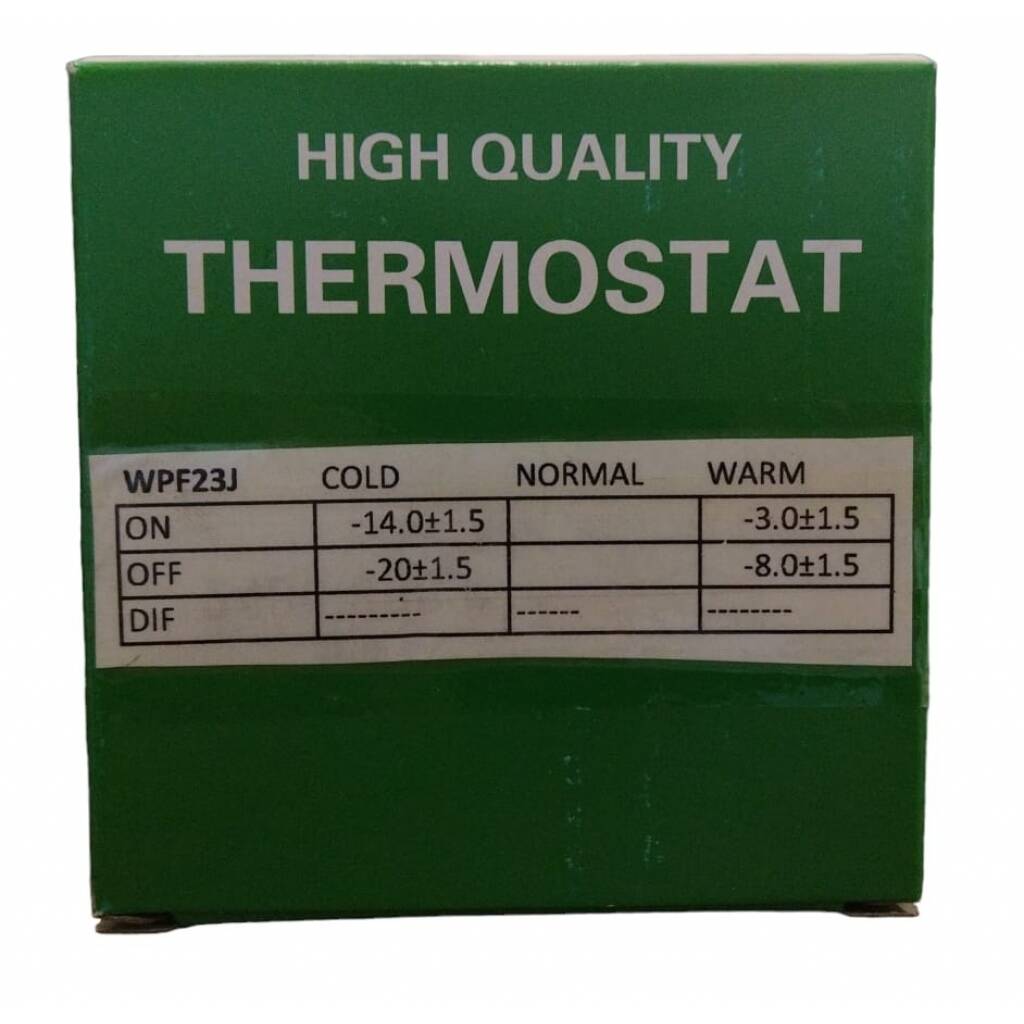 HIGH QUALITY
THERMOSTAT
WPF23J COLD NORMAL WARM
ON -14.0±1.5 -3.0±1.5
OFF -20±1.5 -8.0±1.5
DIF --------- ------ --------